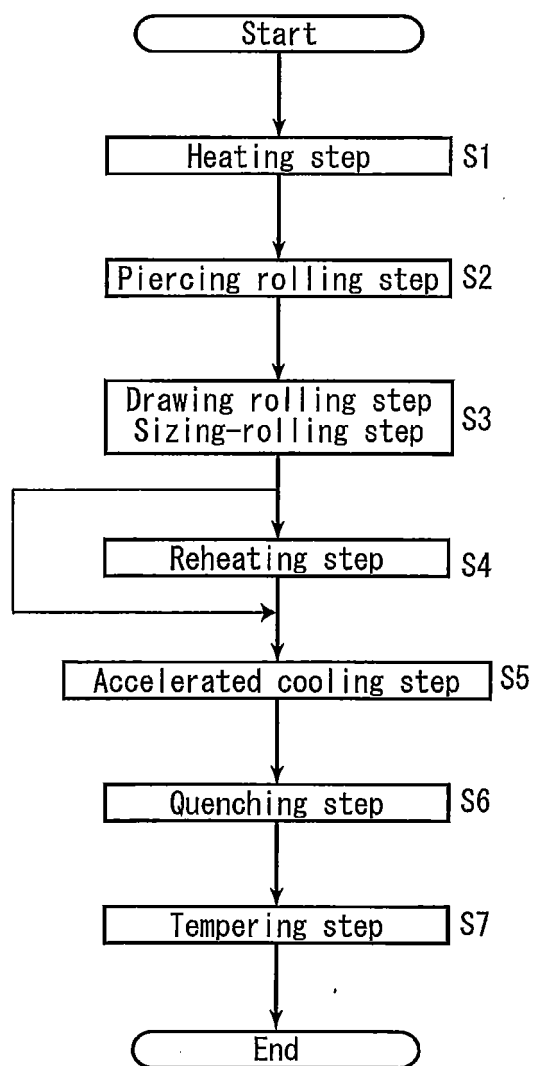 Start
Heating step S1
Piercing rolling step S2
Drawing rolling step
Sizing-rolling step S3
Reheating step S4
Accelerated cooling step S5
Quenching step S6
Tempering step S7
End